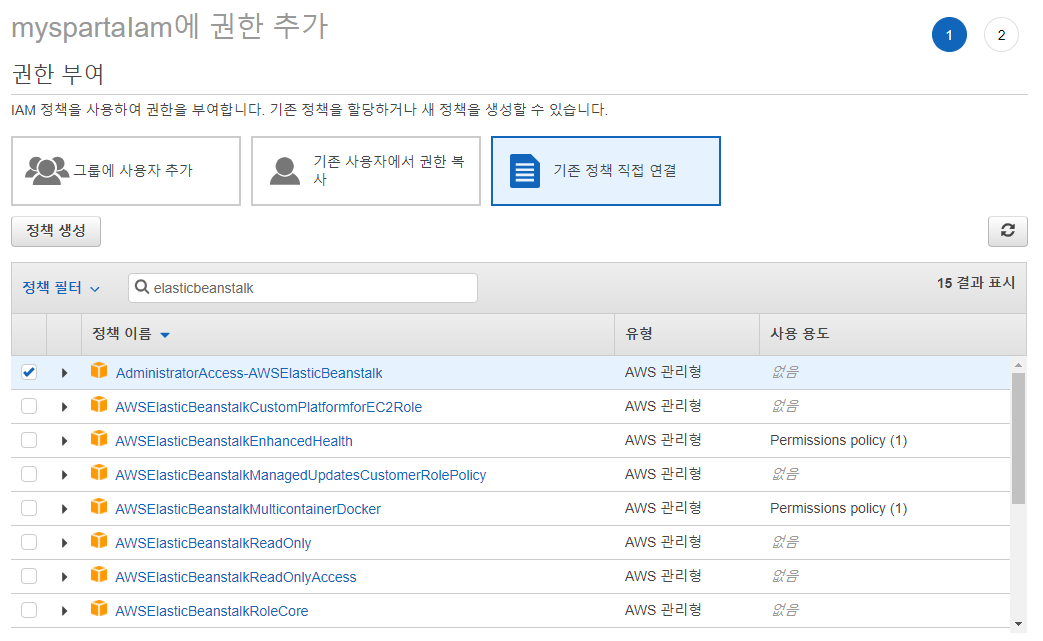 myspartaIam에 권한 추가
1
2
권한 부여
IAM 정책을 사용하여 권한을 부여합니다. 기존 정책을 할당하거나 새 정책을 생성할 수 있습니다.
그룹에 사용자 추가
기존 사용자에서 권한 복
사
기존 정책 직접 연결
정책 생성
정책 필터
elasticbeanstalk
15 결과 표시
정책 이름 유형 사용 용도
AdministratorAccess-AWSElasticBeanstalk AWS 관리형 없음
AWSElasticBeanstalkCustomPlatformforEC2Role AWS 관리형 없음
AWSElasticBeanstalkEnhancedHealth AWS 관리형 Permissions policy (1)
AWSElasticBeanstalkManagedUpdatesCustomerRolePolicy AWS 관리형 없음
AWSElasticBeanstalkMulticontainerDocker AWS 관리형 Permissions policy (1)
AWSElasticBeanstalkReadOnly AWS 관리형 없음
AWSElasticBeanstalkReadOnlyAccess AWS 관리형 없음
AWSElasticBeanstalkRoleCore AWS 관리형 없음